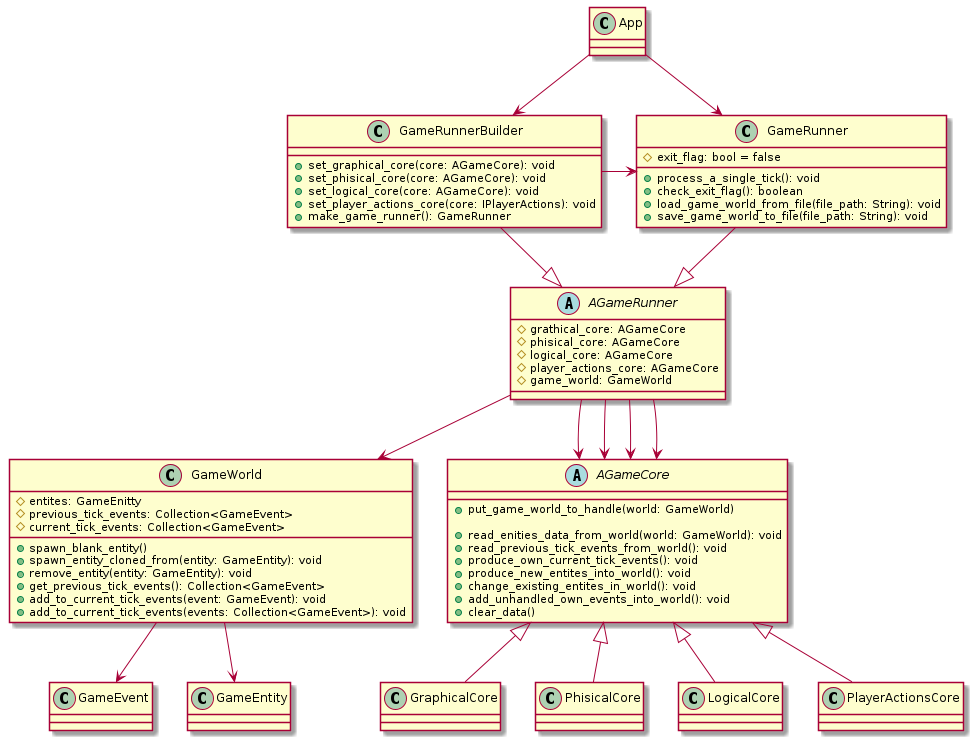 C App
C GameRunnerBuilder
set_graphical_core(core: AGameCore): void
set_phisical_core(core: AGameCore): void
set_logical_core(core: AGameCore): void
set_player_actions_core(core: IPlayerActions): void
make_game_runner(): GameRunner
C GameRunner
exit_flag: bool = false
process_a_single_tick(): void
check_exit_flag(): boolean
load_game_world_from_file(file_path: String): void
save_game_world_to_file(file_path: String): void
A AGameRunner
grathical_core: AGameCore
phisical_core: AGameCore
logical_core: AGameCore
player_actions_core: AGameCore
game_world: GameWorld
C GameWorld
entites: GameEnitty
previous_tick_events: Collection<GameEvent>
current_tick_events: Collection<GameEvent>
spawn_blank_entity()
spawn_entity_cloned_from(entity: GameEntity): void
remove_entity(entity: GameEntity): void
get_previous_tick_events(): Collection<GameEvent>
add_to_current_tick_events(event: GameEvent): void
add_to_current_tick_events(events: Collection<GameEvent>): void
A AGameCore
put_game_world_to_handle(world: GameWorld)
read_enities_data_from_world(world: GameWorld): void
read_previous_tick_events_from_world(): void
produce_own_current_tick_events(): void
produce_new_entites_into_world(): void
change_existing_entites_in_world(): void
add_unhandled_own_events_into_world(): void
clear_data()
C GameEvent
C GameEntity
C GraphicalCore
C PhisicalCore
C LogicalCore
C PlayerActionsCore